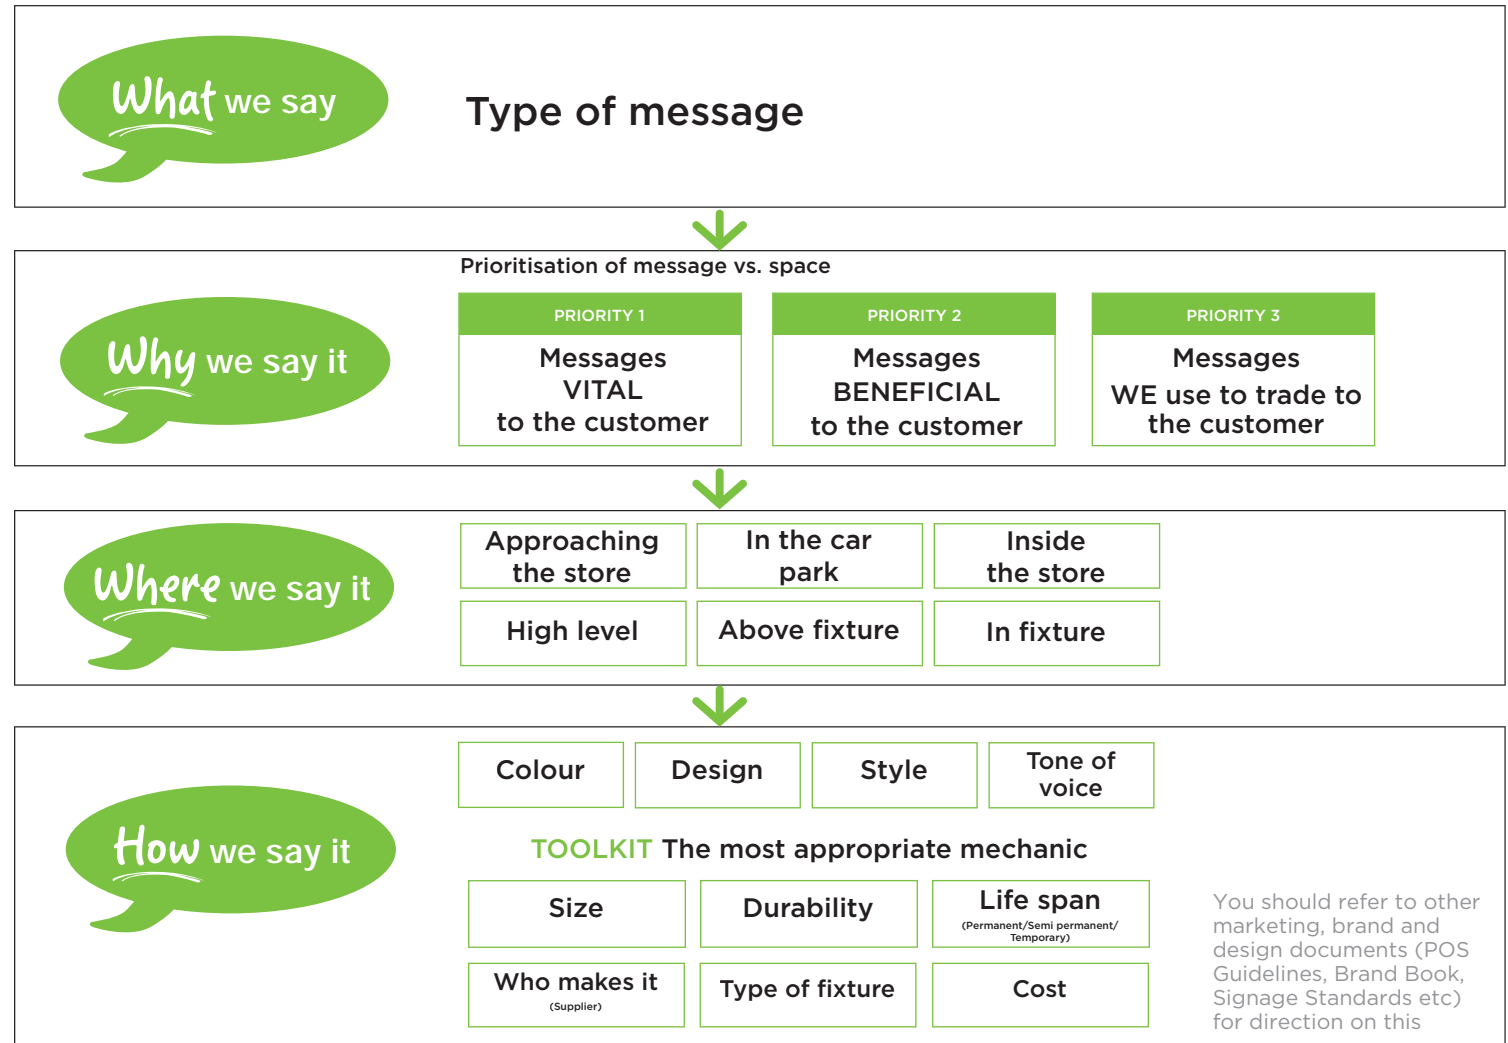 What we say
Type of message
Prioritisation of message vs. space
Why we say it
PRIORITY 1
Messages
VITAL
to the customer
PRIORITY 2
Messages
BENEFICIAL
to the customer
PRIORITY 3
Messages
WE use to trade to
the customer
Where we say it
Approaching
the store
In the car
park
Inside
the store
High level
Above fixture
In fixture
How we say it
Colour
Design
Style
Tone of
voice
TOOLKIT The most appropriate mechanic
Size
Durability
Life span
(Permanent/Semi permanent/
Temporary)
Who makes it
(Supplier)
Type of fixture
Cost
You should refer to other
marketing, brand and
design documents (POS
Guidelines, Brand Book,
Signage Standards etc)
for direction on this